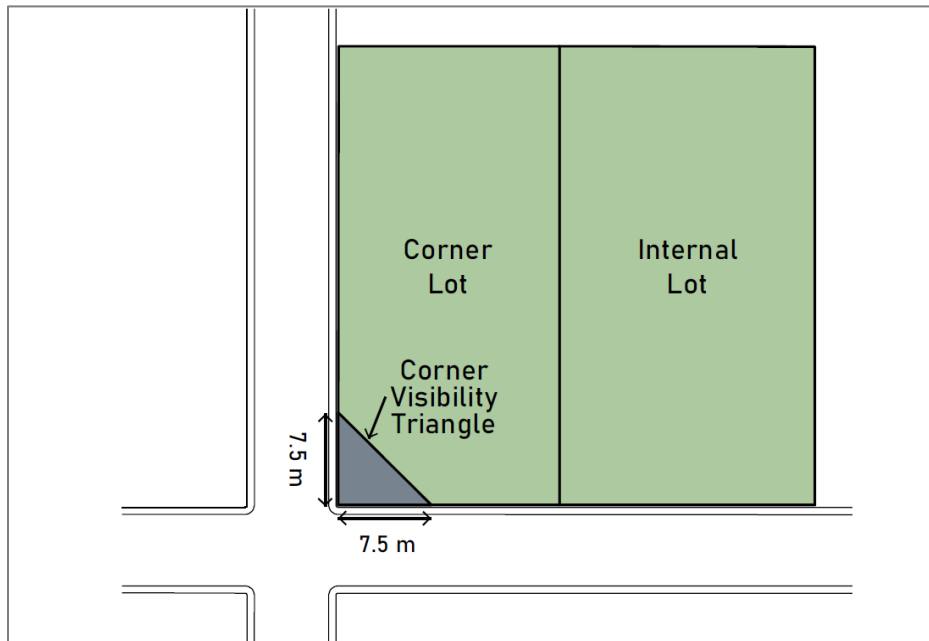 Corner
Lot
Internal
Lot
Corner
Visibility
Triangle
7.5 m
7.5 m